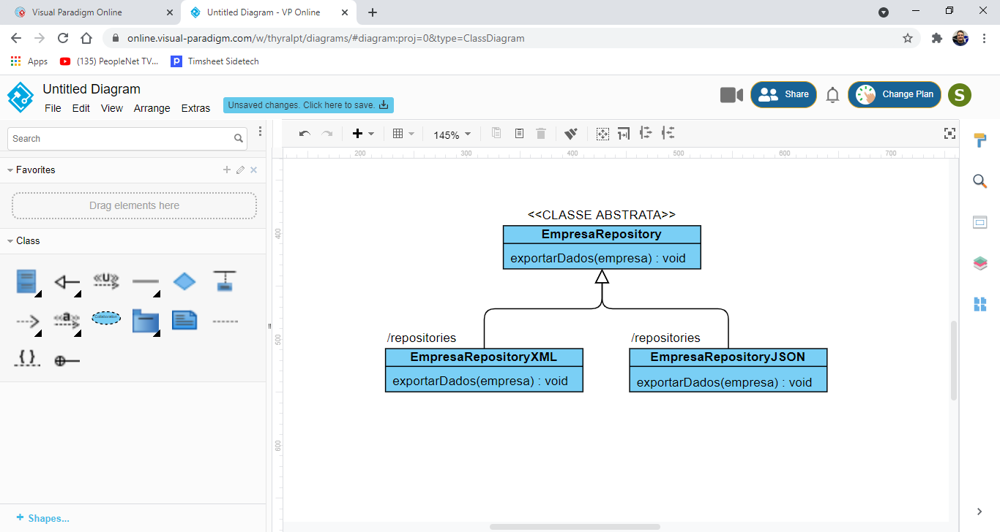 Visual Paradigm Online
Untitled Diagram - VP Online
online.visual-paradigm.com/w/thyralpt/diagrams/#diagram:proj=0&type=ClassDiagram
Apps
(135) PeopleNet TV...
Timsheet Sidetech
Untitled Diagram
File Edit View Arrange Extras
Unsaved changes. Click here to save.
Share
Change Plan
S
Search
145%
200 300 400 500 600 700
Favorites
Drag elements here
Class
«U»
«a»
Collaboration
{ }
400
500
600
<<CLASSE ABSTRATA>>
EmpresaRepository
exportarDados(empresa) : void
/repositories
EmpresaRepositoryXML
exportarDados(empresa) : void
/repositories
EmpresaRepositoryJSON
exportarDados(empresa) : void
+ Shapes...